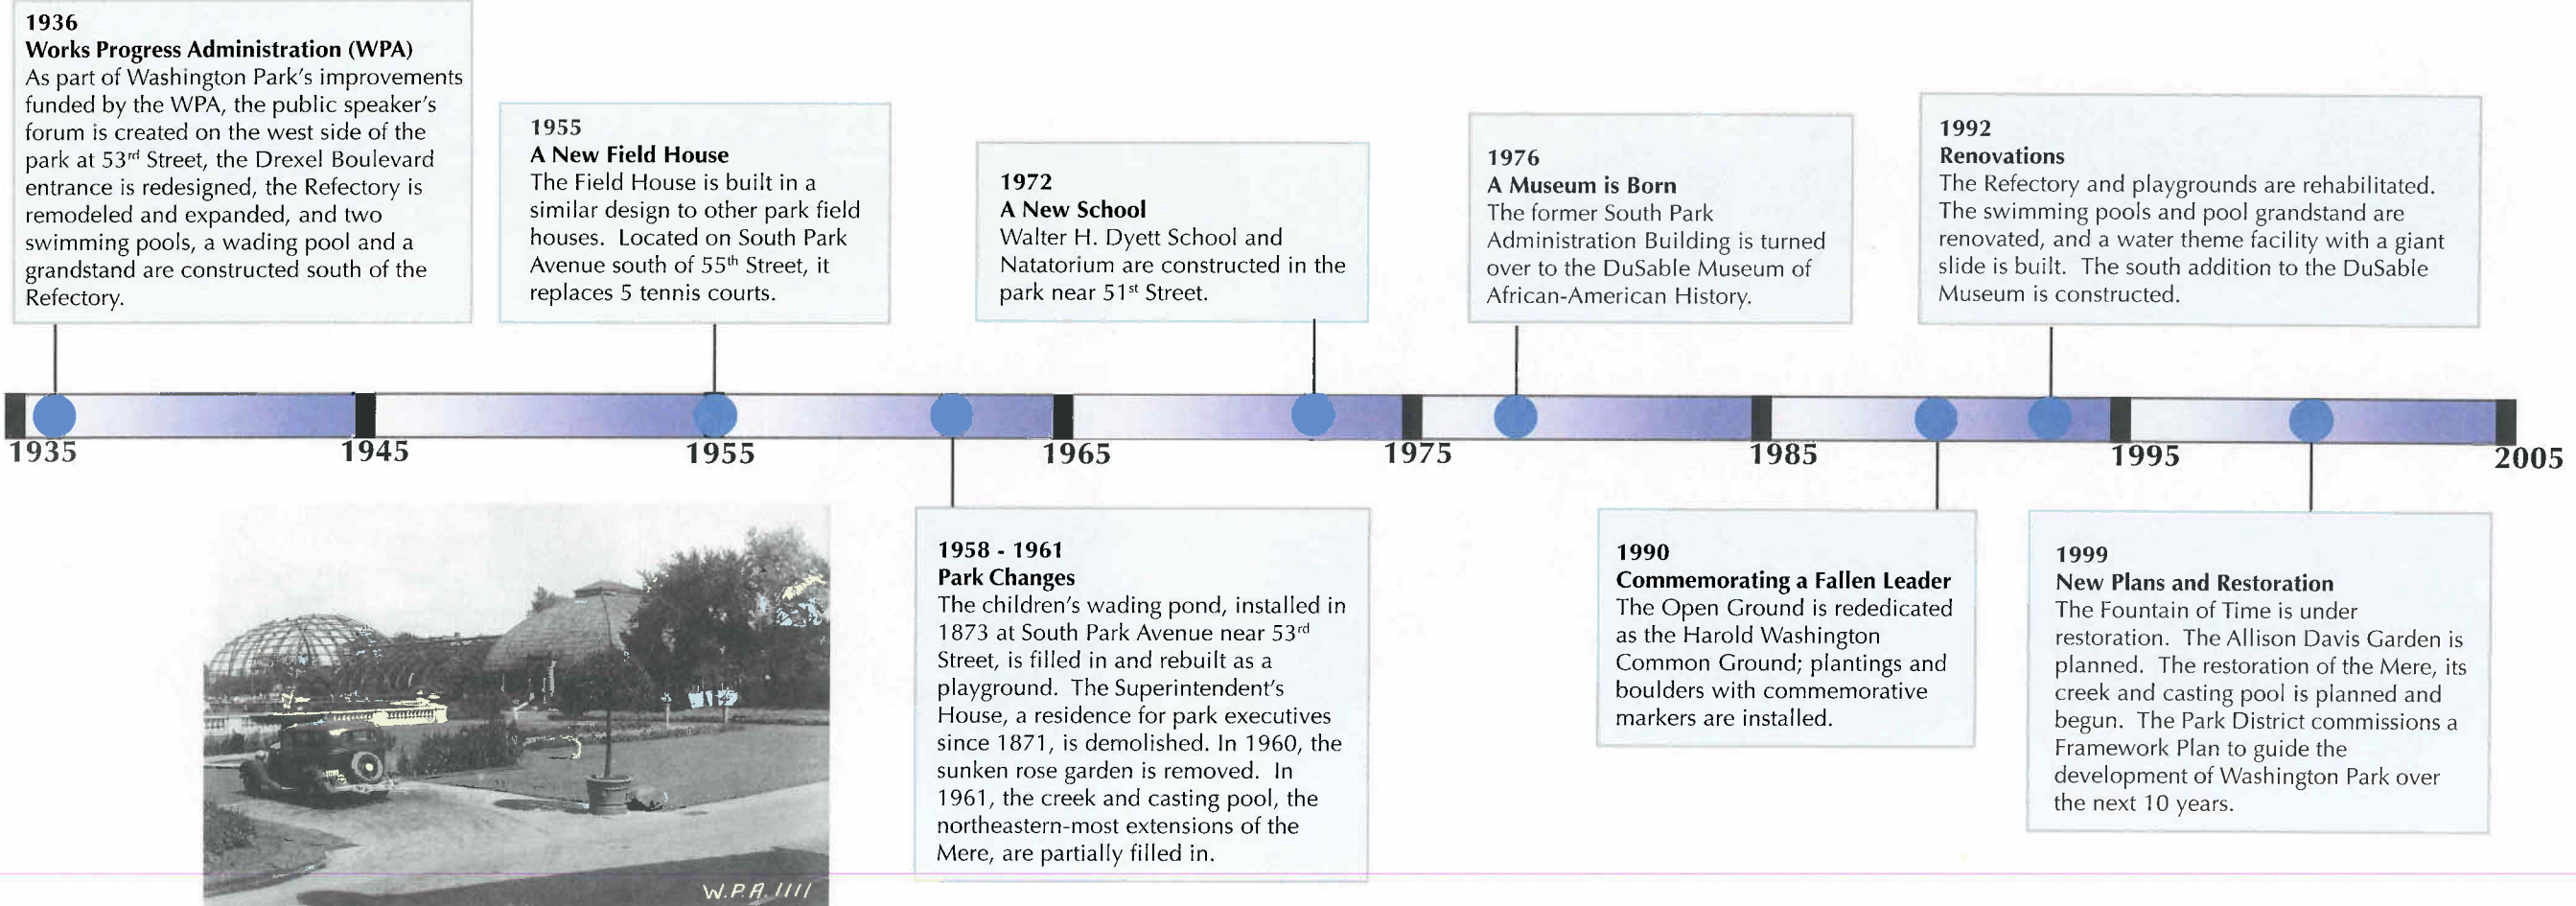 1936
Works Progress Administration (WPA)
As part of Washington Park's improvements
funded by the WPA, the public speaker's
forum is created on the west side of the
park at 53rd Street, the Drexel Boulevard
entrance is redesigned, the Refectory is
remodeled and expanded, and two
swimming pools, a wading pool and a
grandstand are constructed south of the
Refectory.
1955
A New Field House
The Field House is built in a
similar design to other park field
houses. Located on South Park
Avenue south of 55th Street, it
replaces 5 tennis courts.
1972
A New School
Walter H. Dyett School and
Natatorium are constructed in the
park near 51st Street.
1976
A Museum is Born
The former South Park
Administration Building is turned
over to the DuSable Museum of
African-American History.
1992
Renovations
The Refectory and playgrounds are rehabilitated.
The swimming pools and pool grandstand are
renovated, and a water theme facility with a giant
slide is built. The south addition to the DuSable
Museum is constructed.
1935
1945
1955
1965
1975
1985
1995
2005
1958 - 1961
Park Changes
The children's wading pond, installed in
1873 at South Park Avenue near 53rd
Street, is filled in and rebuilt as a
playground. The Superintendent's
House, a residence for park executives
since 1871, is demolished. In 1960, the
sunken rose garden is removed. In
1961, the creek and casting pool, the
northeastern-most extensions of the
Mere, are partially filled in.
1990
Commemorating a Fallen Leader
The Open Ground is rededicated
as the Harold Washington
Common Ground; plantings and
boulders with commemorative
markers are installed.
1999
New Plans and Restoration
The Fountain of Time is under
restoration. The Allison Davis Garden is
planned. The restoration of the Mere, its
creek and casting pool is planned and
begun. The Park District commissions a
Framework Plan to guide the
development of Washington Park over
the next 10 years.
W.P.A. 1111